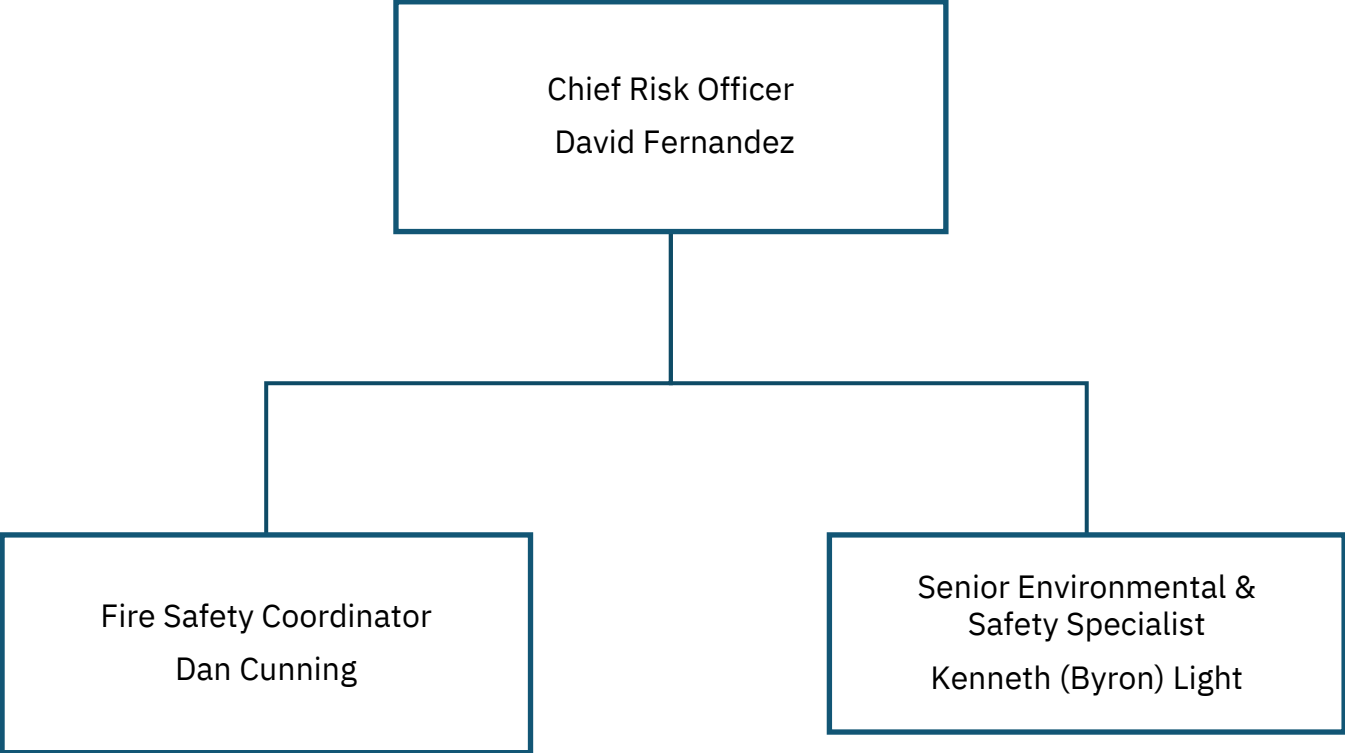 Chief Risk Officer
David Fernandez
Fire Safety Coordinator
Dan Cunning
Senior Environmental &
Safety Specialist
Kenneth (Byron) Light